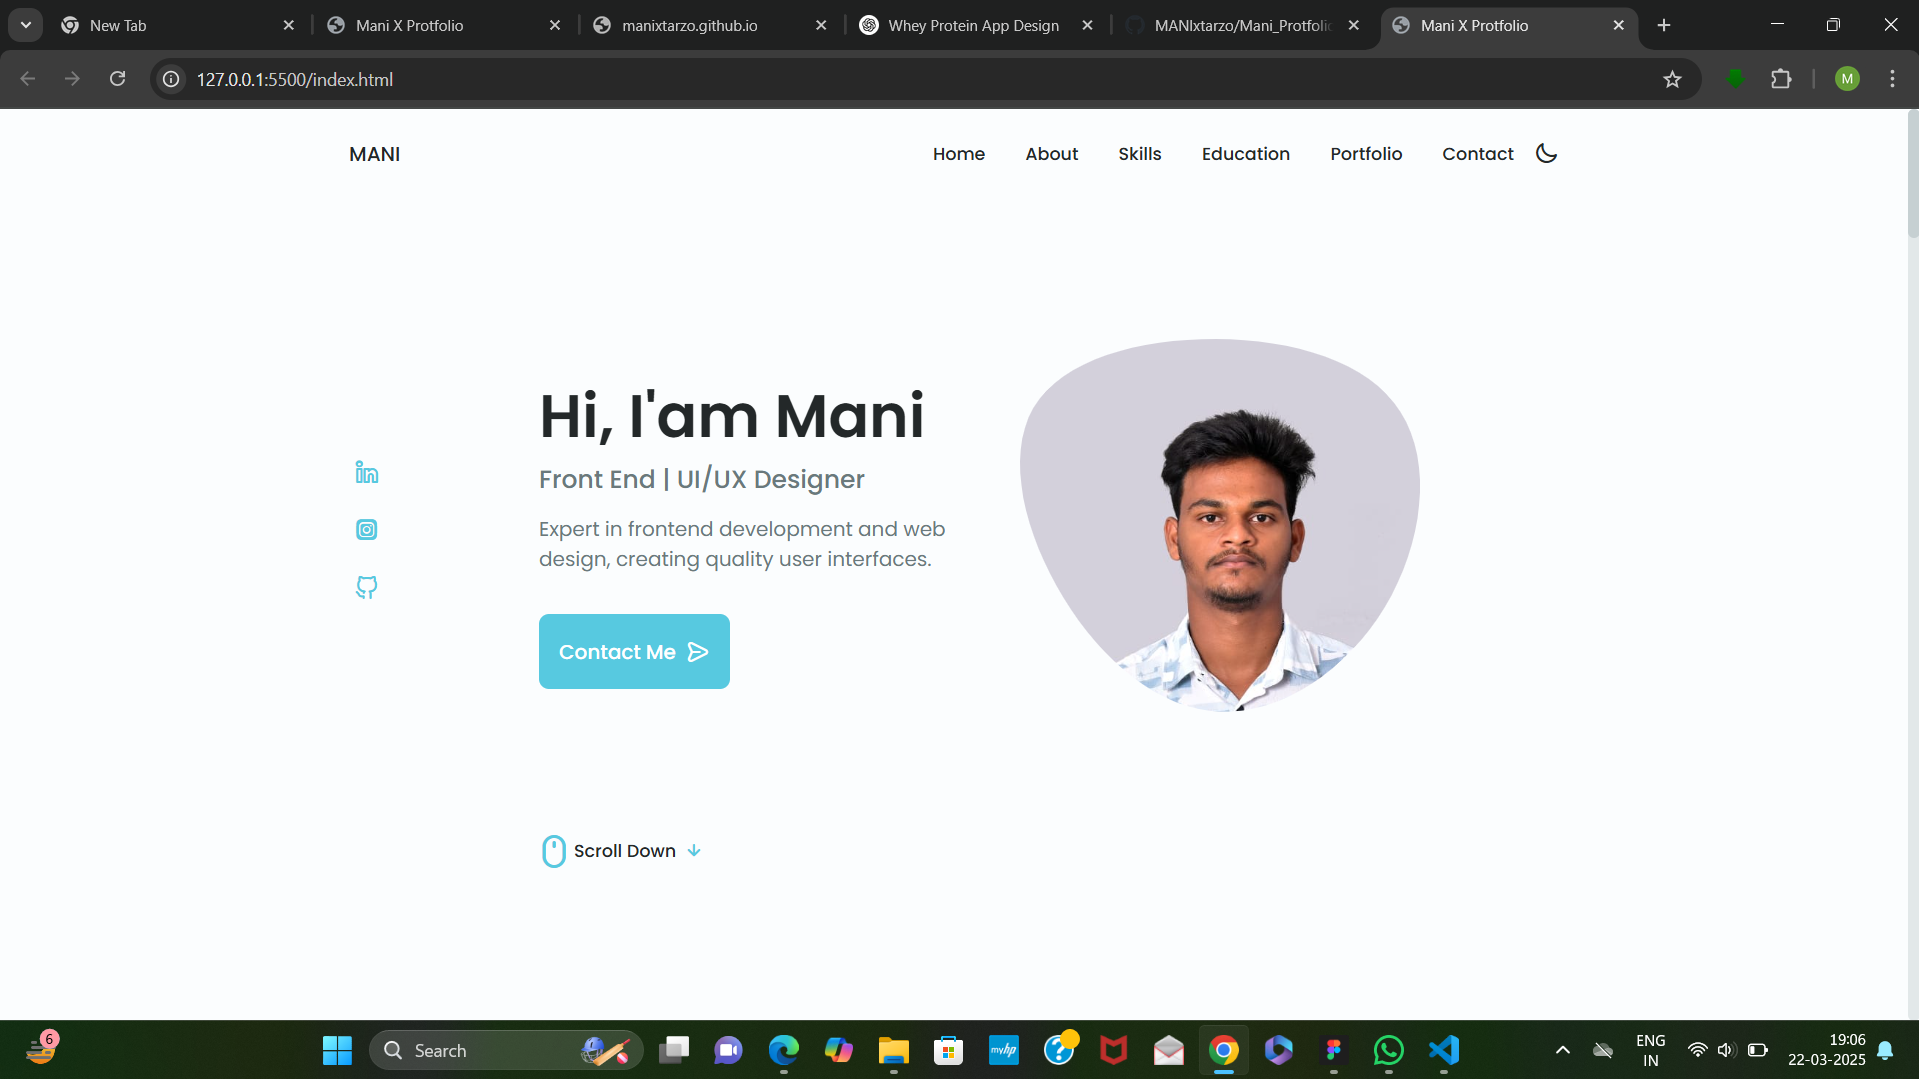 New Tab
Mani X Protfolio
manixtarzo.github.io
Whey Protein App Design
MANIxtarzo/Mani_Protfolio
Mani X Protfolio
127.0.0.1:5500/index.html
M
MANI
Home
About
Skills
Education
Portfolio
Contact
Hi, I'am Mani
Front End | UI/UX Designer
Expert in frontend development and web
design, creating quality user interfaces.
in
Contact Me
Scroll Down
6
Search
myhp
ENG
IN
19:06
22-03-2025